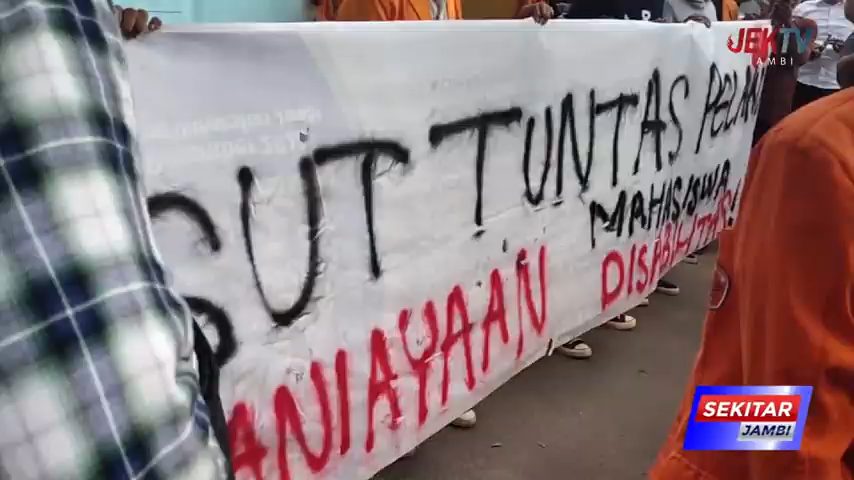 JEKTV
JAMBI
SUT TUNTAS PELAK
MAHASISWA
ANIAYAAN DISABILITAS!
SEKITAR
JAMBI